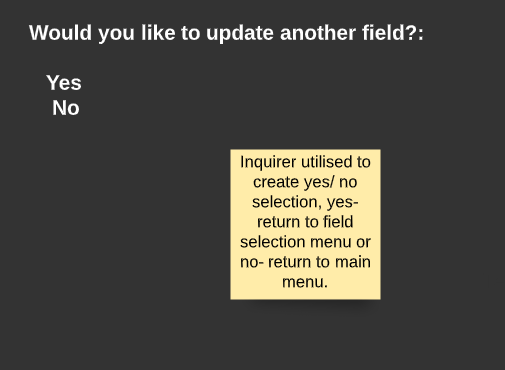 Would you like to update another field?:
Yes
No
Inquirer utilised to
create yes/ no
selection, yes-
return to field
selection menu or
no- return to main
menu.